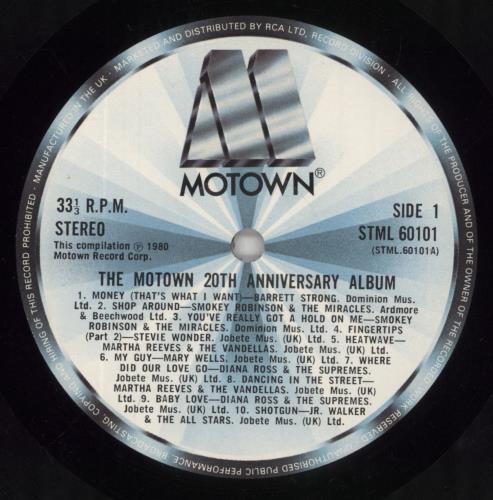 MANUFACTURED IN THE UK · MARKETED AND DISTRIBUTED BY RCA LTD, RECORD DIVISION · ALL RIGHTS OF THE PRODUCER AND OF THE OWNER OF THE RECORDED WORK RESERVED. UNAUTHORISED PUBLIC PERFORMANCE, BROADCASTING, COPYING AND HIRING OF THIS RECORD PROHIBITED.
MOTOWN®
33⅓ R.P.M.
STEREO
This compilation ℗ 1980
Motown Record Corp.
SIDE 1
STML 60101
(STML.60101A)
THE MOTOWN 20TH ANNIVERSARY ALBUM
1. MONEY (THAT'S WHAT I WANT)—BARRETT STRONG. Dominion Mus.
Ltd. 2. SHOP AROUND—SMOKEY ROBINSON & THE MIRACLES. Ardmore
& Beechwood Ltd. 3. YOU'VE REALLY GOT A HOLD ON ME—SMOKEY
ROBINSON & THE MIRACLES. Dominion Mus. Ltd. 4. FINGERTIPS
(Part 2)—STEVIE WONDER. Jobete Mus. (UK) Ltd. 5. HEATWAVE—
MARTHA REEVES & THE VANDELLAS. Jobete Mus. (UK) Ltd.
6. MY GUY—MARY WELLS. Jobete Mus. (UK) Ltd. 7. WHERE
DID OUR LOVE GO—DIANA ROSS & THE SUPREMES.
Jobete Mus. (UK) Ltd. 8. DANCING IN THE STREET—
MARTHA REEVES & THE VANDELLAS. Jobete Mus. (UK)
Ltd. 9. BABY LOVE—DIANA ROSS & THE SUPREMES.
Jobete Mus. (UK) Ltd. 10. SHOTGUN—JR. WALKER
& THE ALL STARS. Jobete Mus. (UK) Ltd.